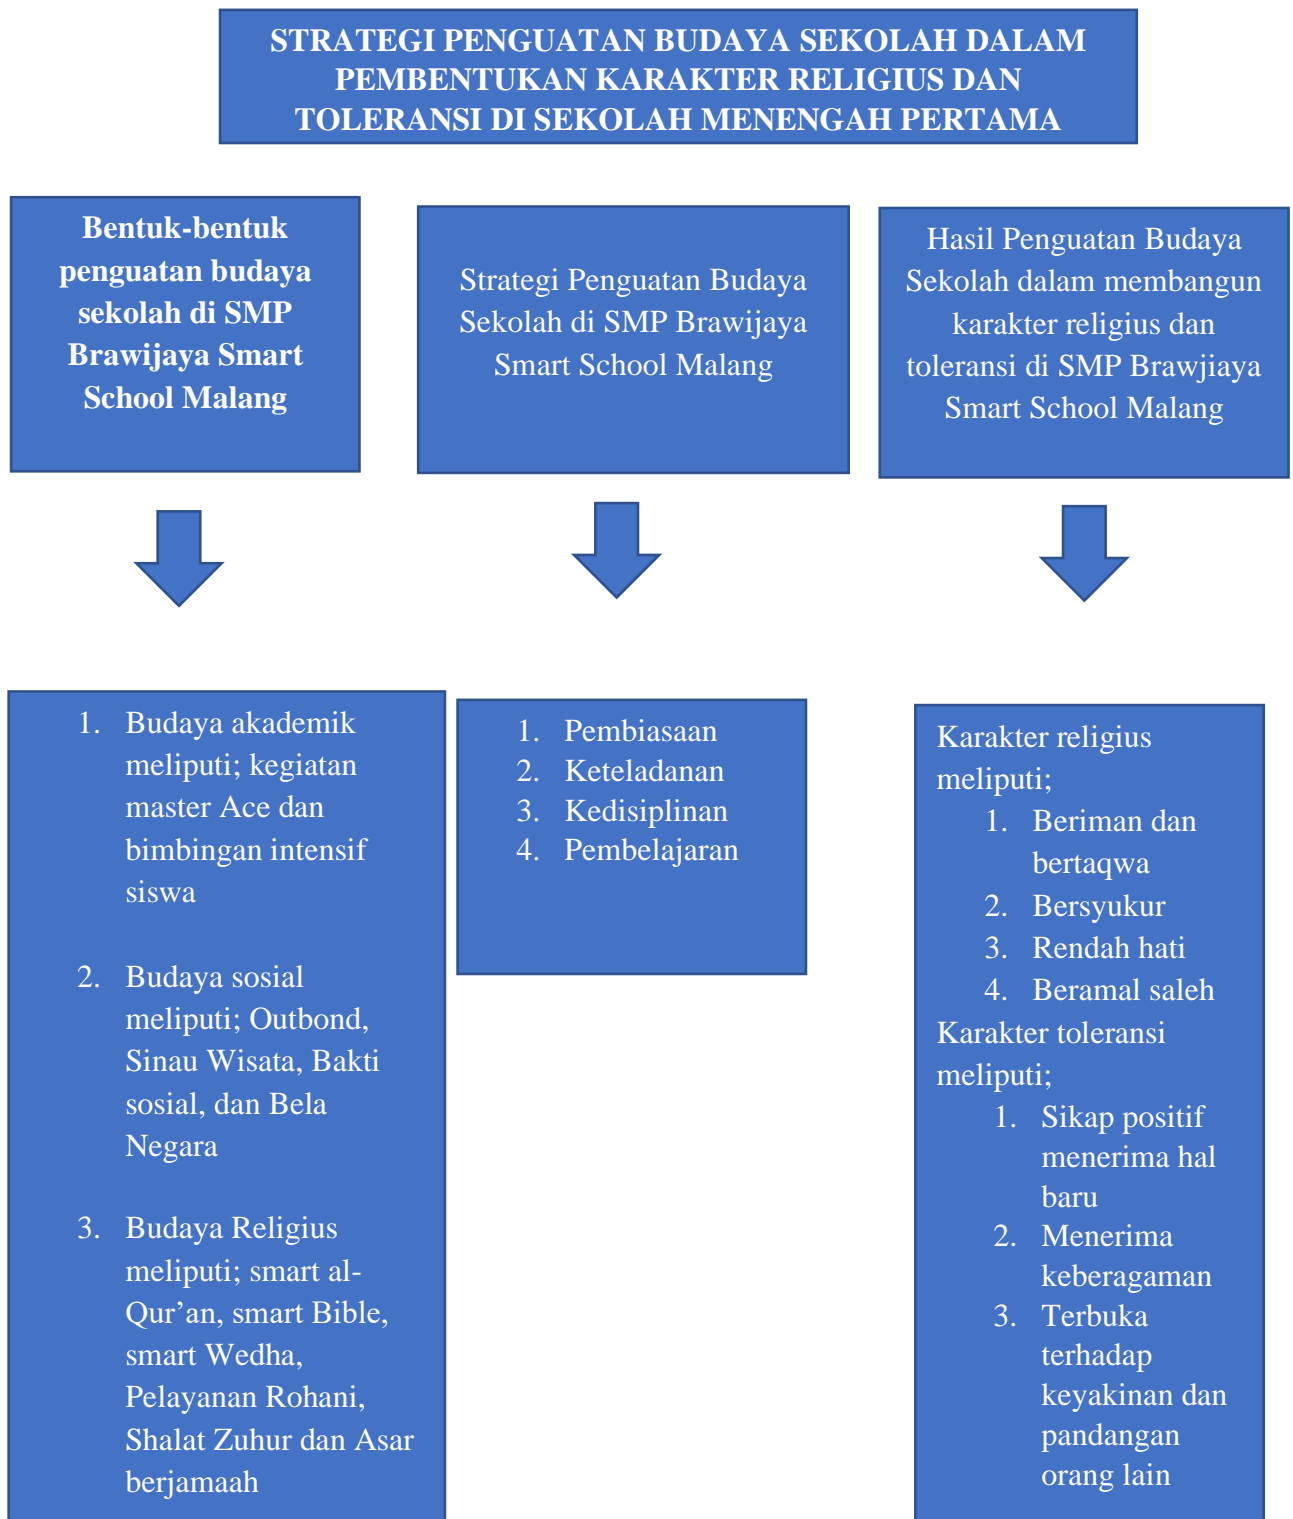 STRATEGI PENGUATAN BUDAYA SEKOLAH DALAM
PEMBENTUKAN KARAKTER RELIGIUS DAN
TOLERANSI DI SEKOLAH MENENGAH PERTAMA
Bentuk-bentuk
penguatan budaya
sekolah di SMP
Brawijaya Smart
School Malang
Strategi Penguatan Budaya
Sekolah di SMP Brawijaya
Smart School Malang
Hasil Penguatan Budaya
Sekolah dalam membangun
karakter religius dan
toleransi di SMP Brawjiaya
Smart School Malang
1. Budaya akademik
meliputi; kegiatan
master Ace dan
bimbingan intensif
siswa
2. Budaya sosial
meliputi; Outbond,
Sinau Wisata, Bakti
sosial, dan Bela
Negara
3. Budaya Religius
meliputi; smart al-
Qur’an, smart Bible,
smart Wedha,
Pelayanan Rohani,
Shalat Zuhur dan Asar
berjamaah
1. Pembiasaan
2. Keteladanan
3. Kedisiplinan
4. Pembelajaran
Karakter religius
meliputi;
1. Beriman dan
bertaqwa
2. Bersyukur
3. Rendah hati
4. Beramal saleh
Karakter toleransi
meliputi;
1. Sikap positif
menerima hal
baru
2. Menerima
keberagaman
3. Terbuka
terhadap
keyakinan dan
pandangan
orang lain